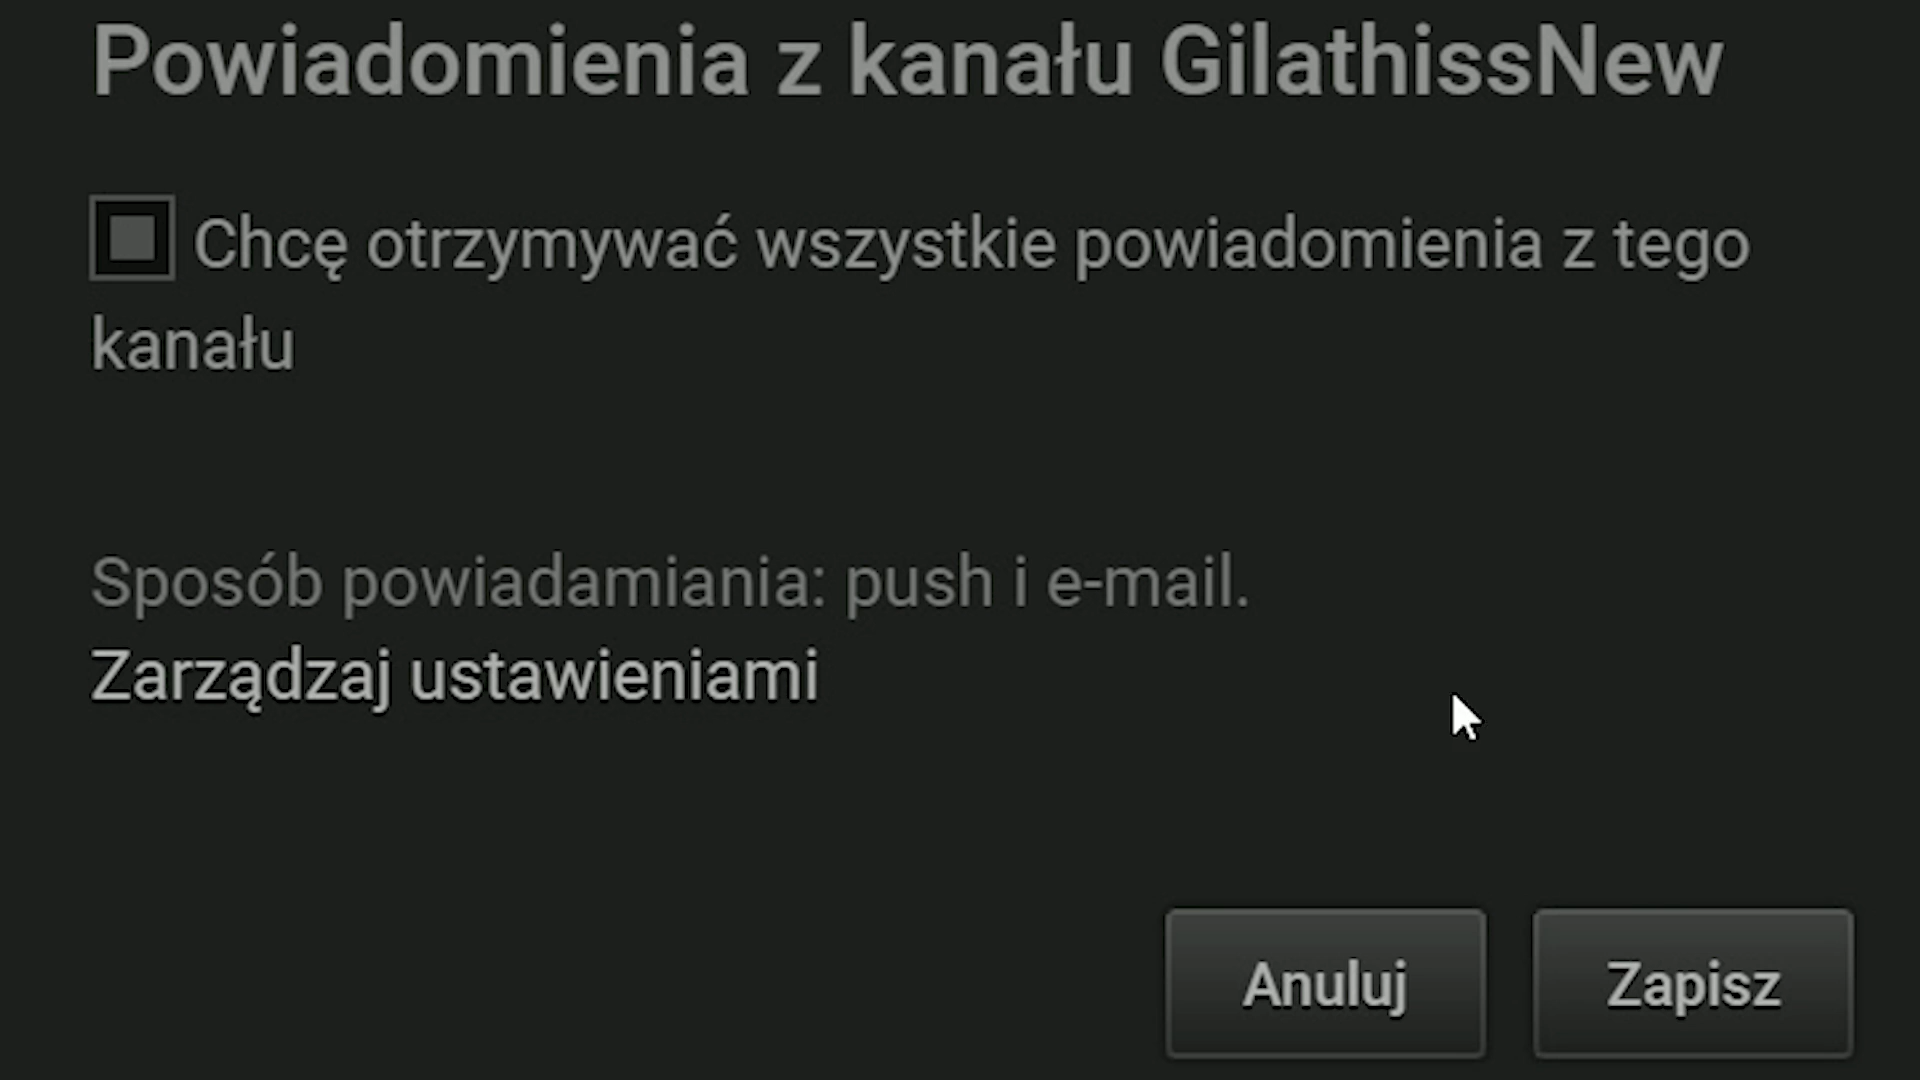 Powiadomienia z kanału GilathissNew
Chcę otrzymywać wszystkie powiadomienia z tego
kanału
Sposób powiadamiania: push i e-mail.
Zarządzaj ustawieniami
Anuluj
Zapisz